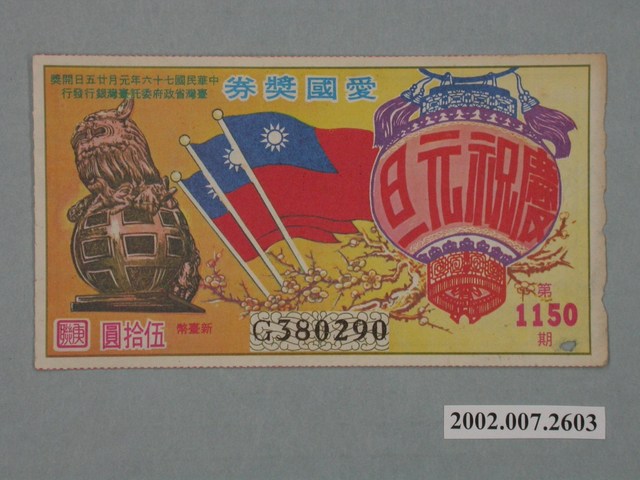 愛國獎券
中華民國七十六年元月廿五日開獎
臺灣省政府委託臺灣銀行發行
慶祝元旦
第
1150
期
新臺幣
伍拾圓
G380290
2002.007.2603